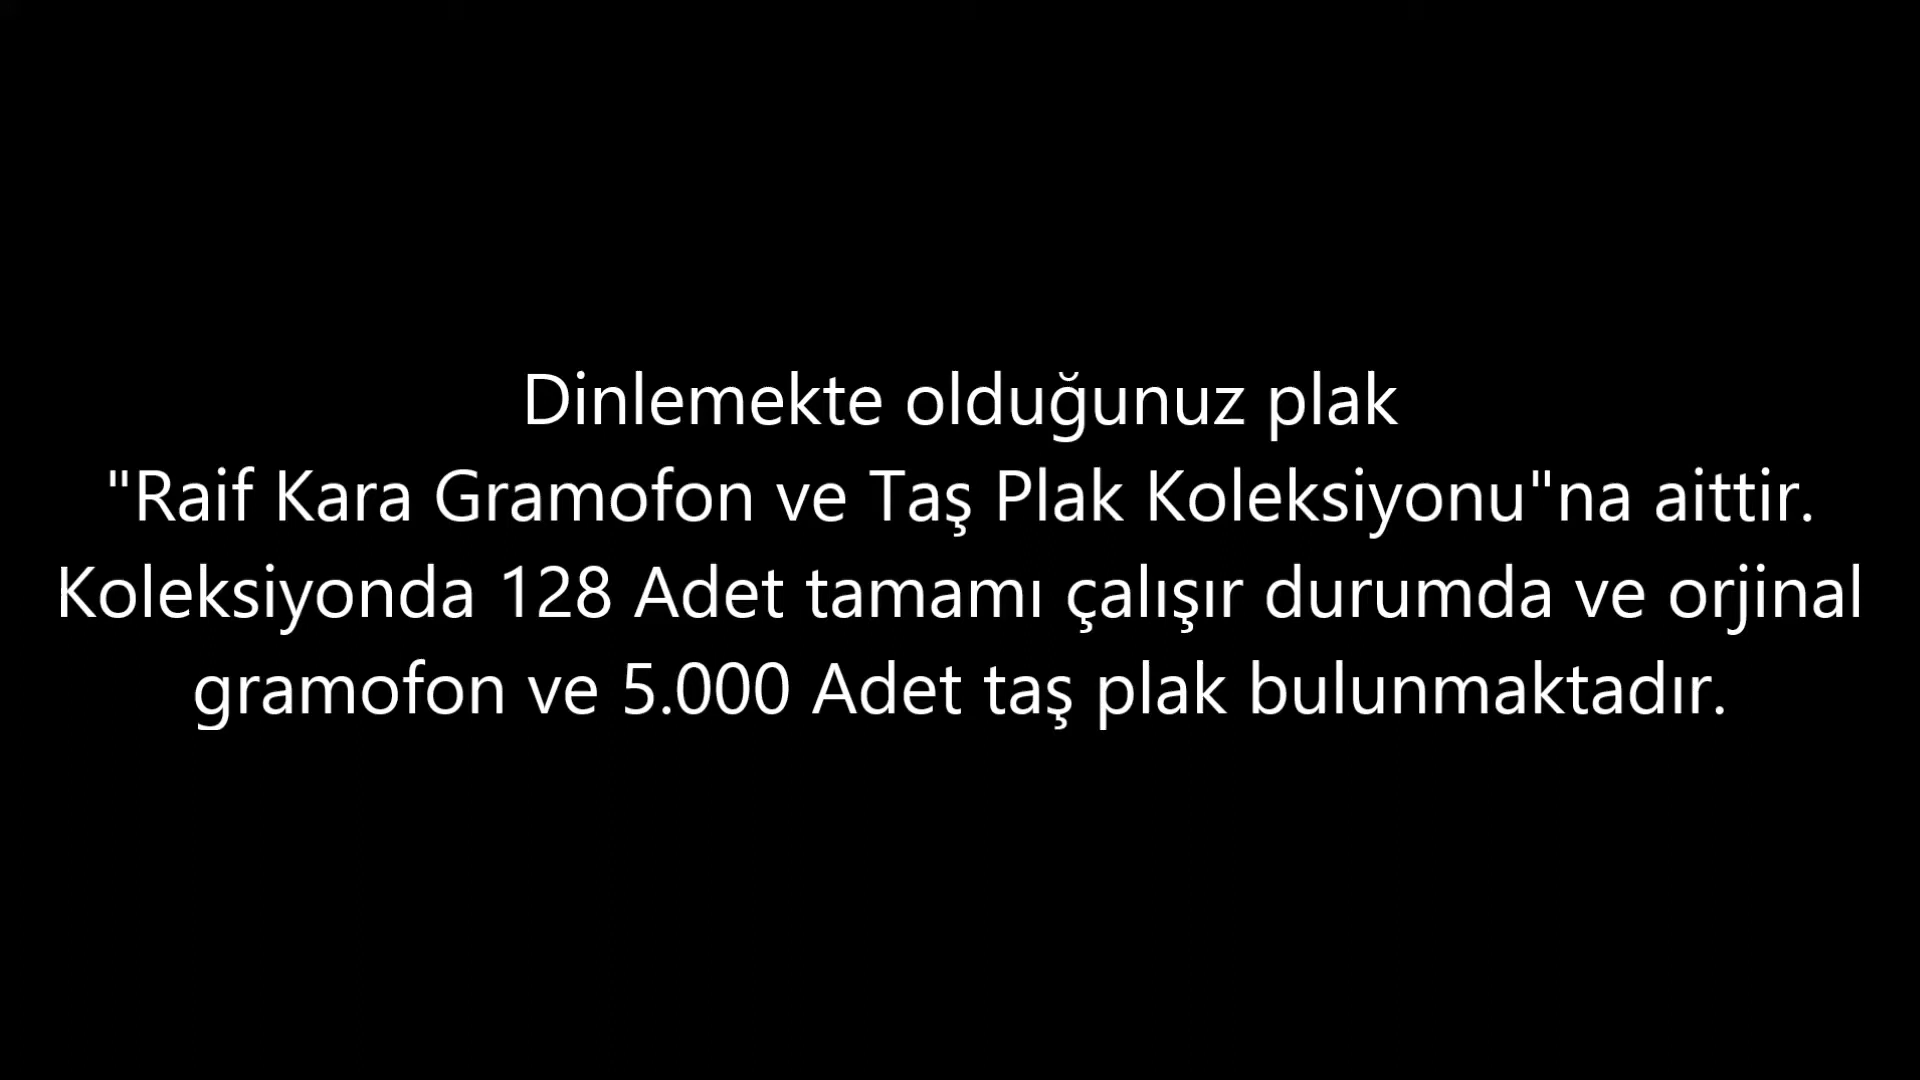 Dinlemekte olduğunuz plak
"Raif Kara Gramofon ve Taş Plak Koleksiyonu"na aittir.
Koleksiyonda 128 Adet tamamı çalışır durumda ve orjinal
gramofon ve 5.000 Adet taş plak bulunmaktadır.